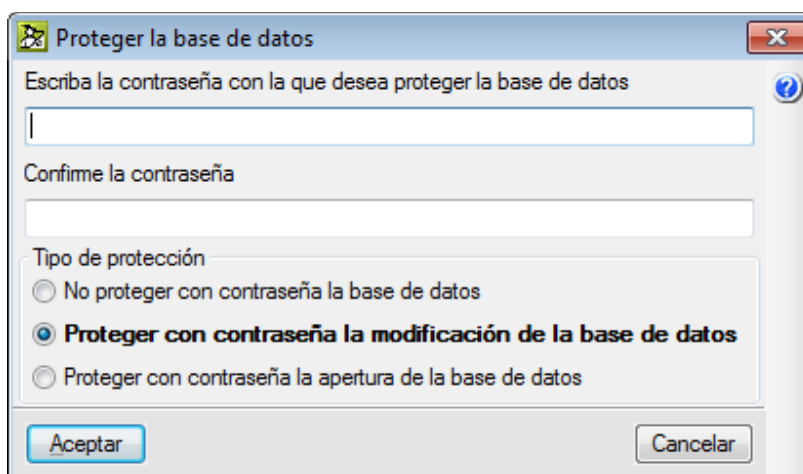 Proteger la base de datos
Escriba la contraseña con la que desea proteger la base de datos
Confirme la contraseña
Tipo de protección
No proteger con contraseña la base de datos
Proteger con contraseña la modificación de la base de datos
Proteger con contraseña la apertura de la base de datos
Aceptar Cancelar